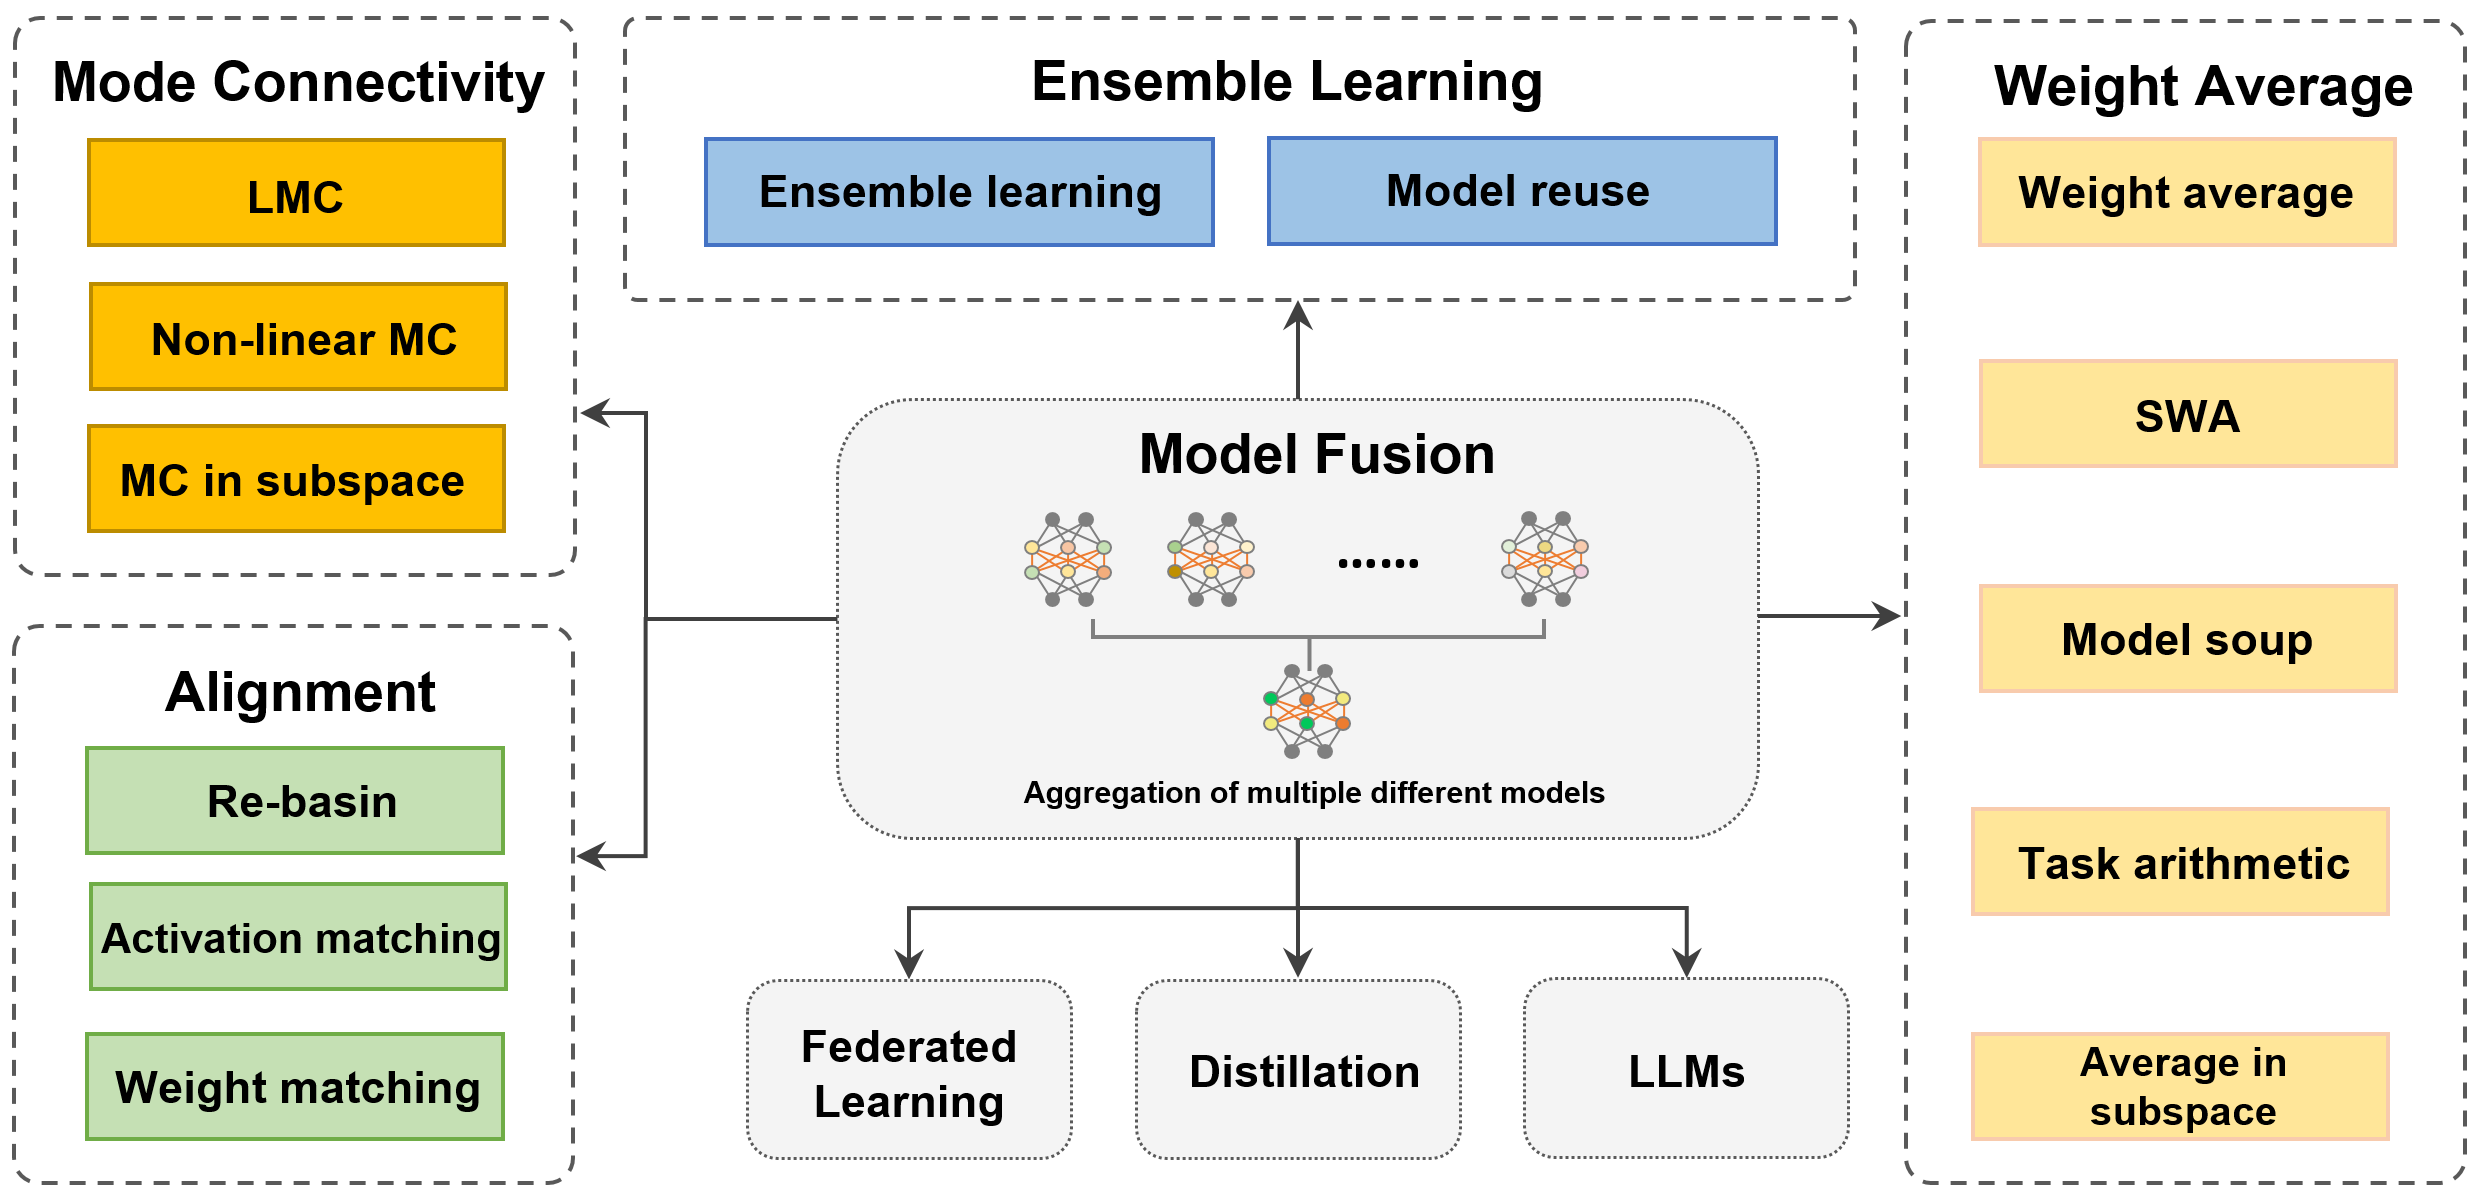 Mode Connectivity
LMC
Non-linear MC
MC in subspace
Alignment
Re-basin
Activation matching
Weight matching
Ensemble Learning
Ensemble learning
Model reuse
Model Fusion
......
Aggregation of multiple different models
Federated
Learning
Distillation
LLMs
Weight Average
Weight average
SWA
Model soup
Task arithmetic
Average in
subspace